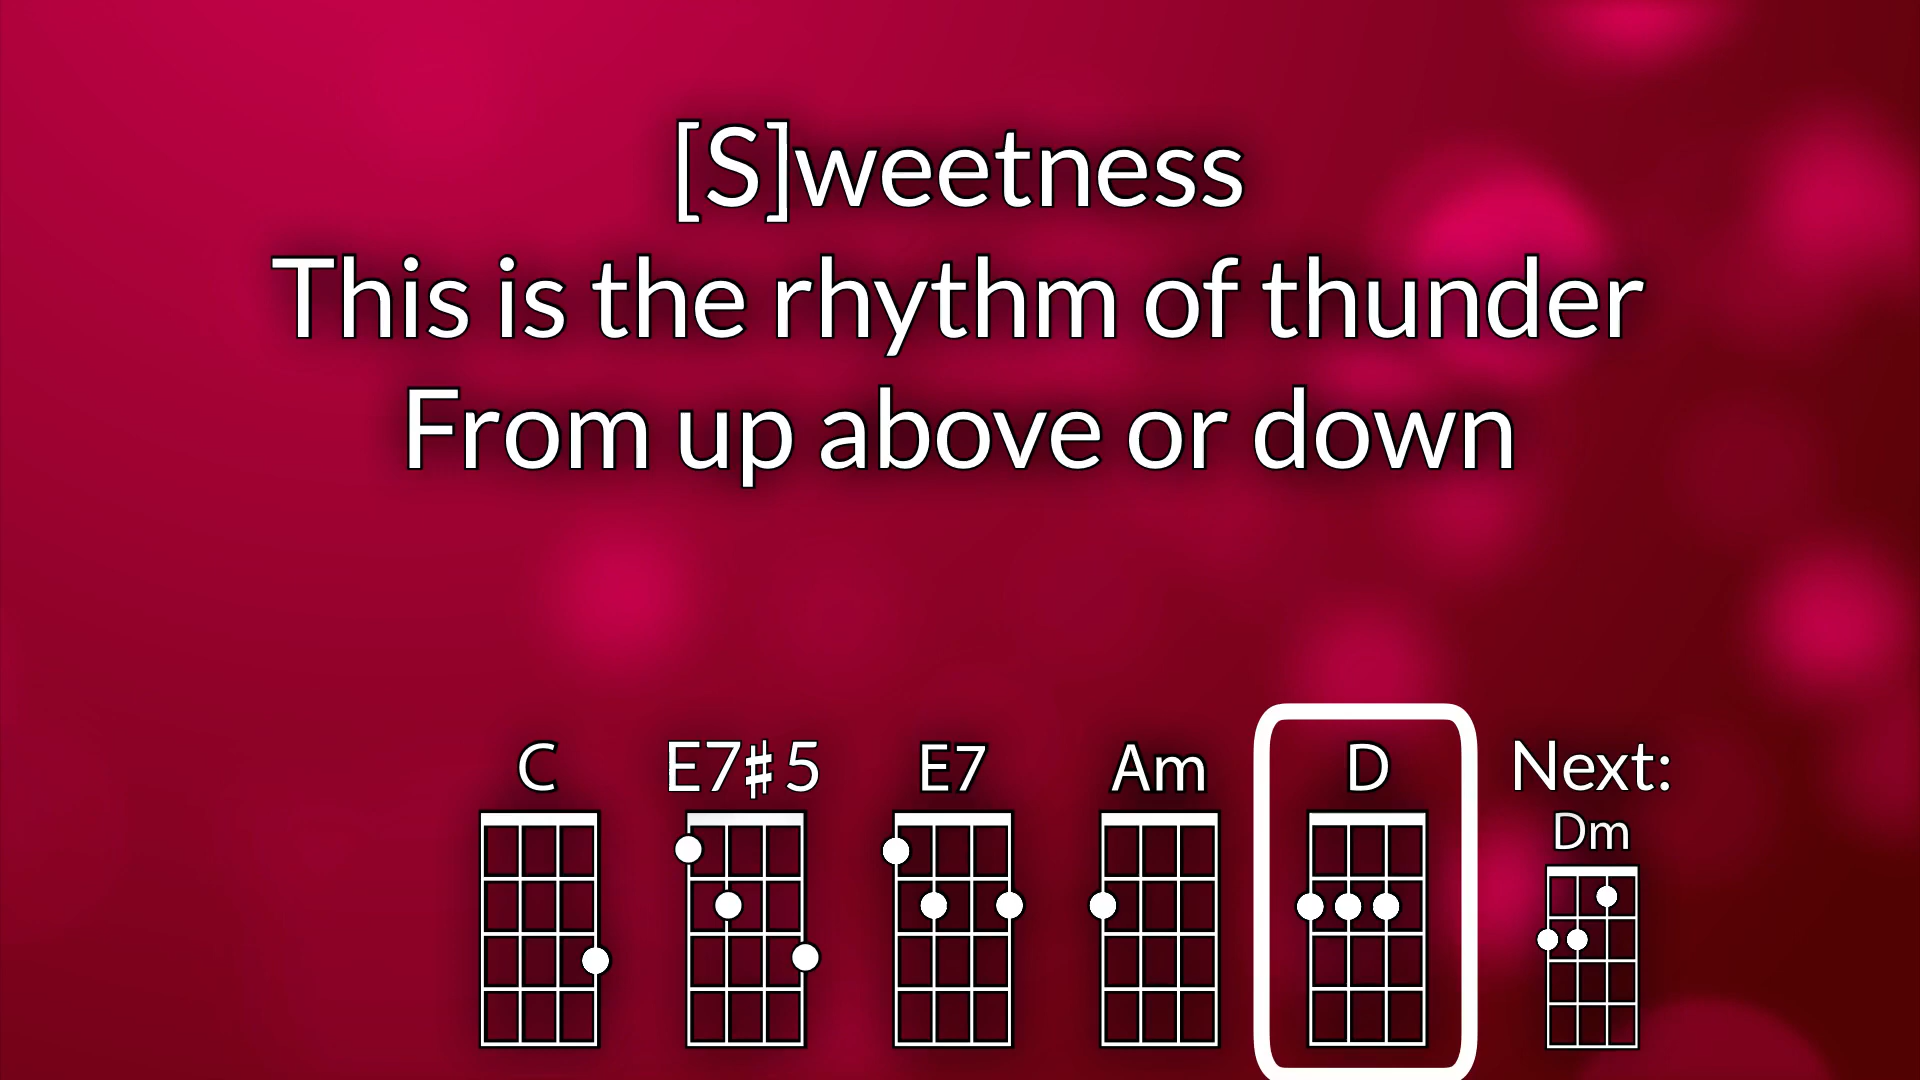 [S]weetness
This is the rhythm of thunder
From up above or down
C E7♯5 E7 Am D Next:
Dm